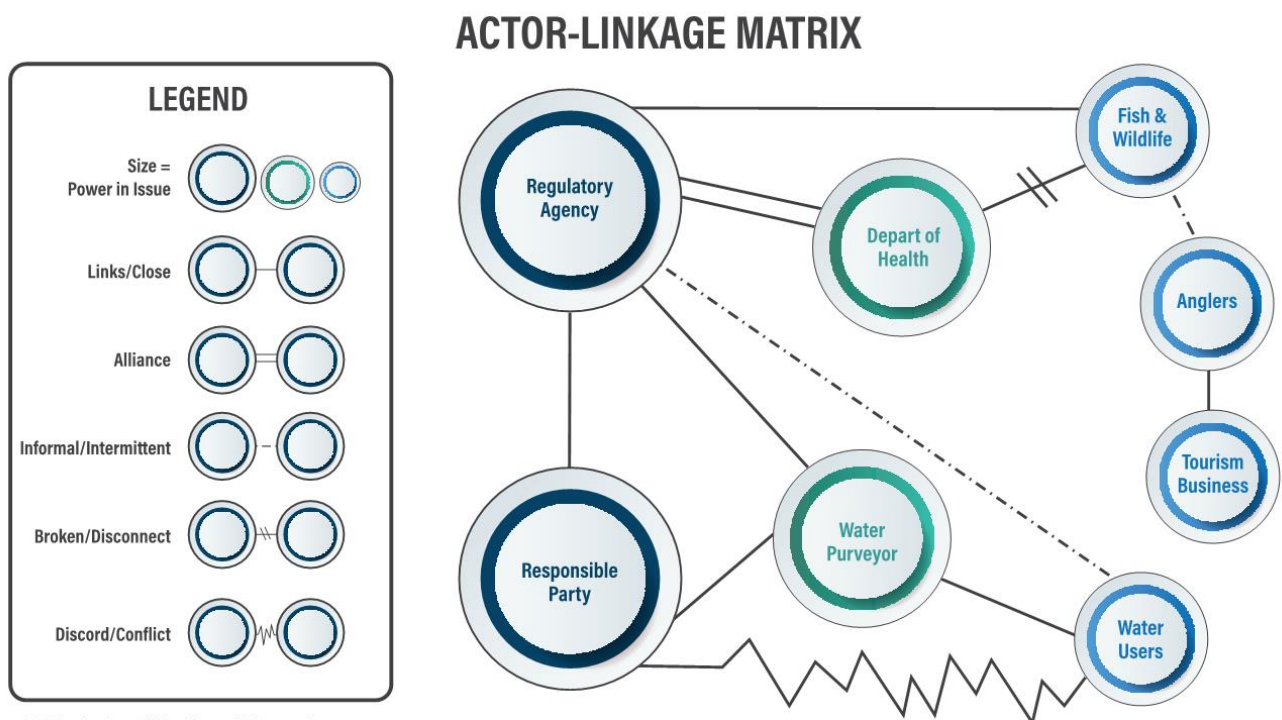 ACTOR-LINKAGE MATRIX
LEGEND
Size =
Power in Issue
Links/Close
Alliance
Informal/Intermittent
Broken/Disconnect
Discord/Conflict
Regulatory
Agency
Fish &
Wildlife
Depart of
Health
Anglers
Tourism
Business
Water
Purveyor
Responsible
Party
Water
Users